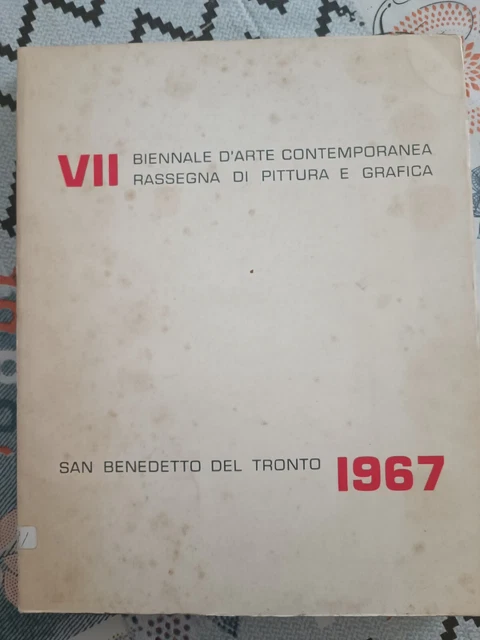 VII BIENNALE D'ARTE CONTEMPORANEA
RASSEGNA DI PITTURA E GRAFICA
SAN BENEDETTO DEL TRONTO 1967